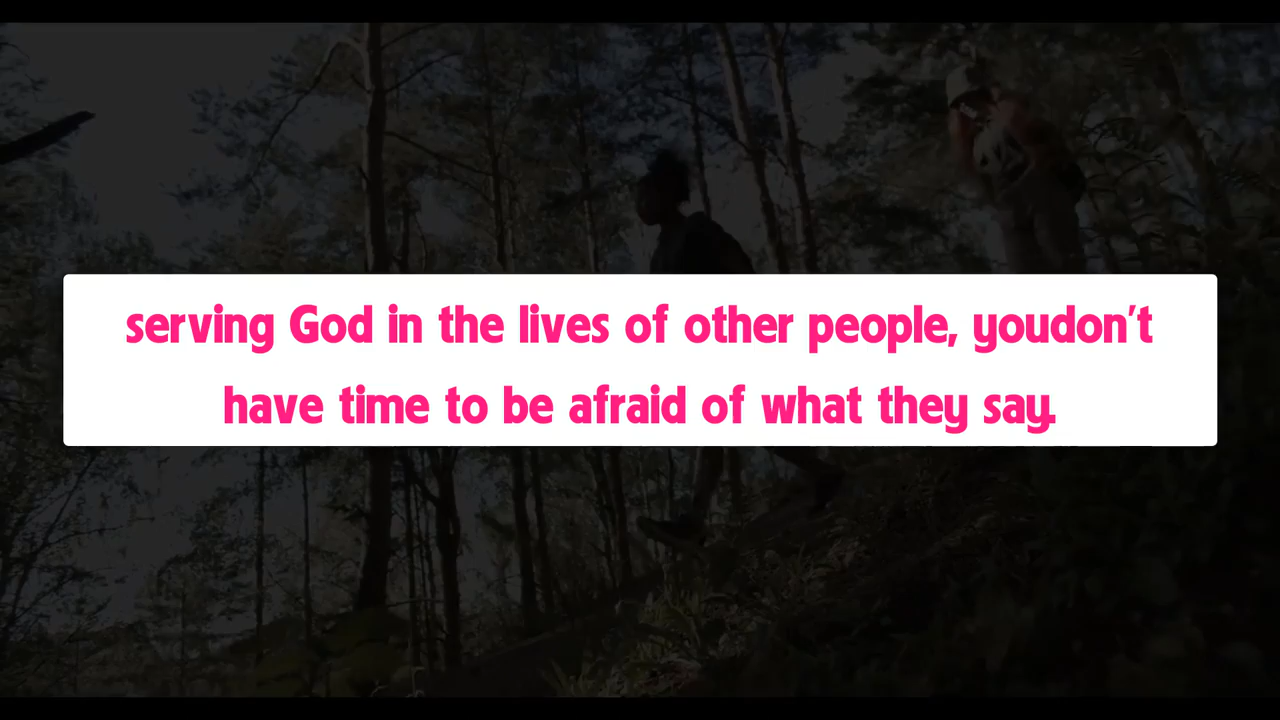 serving God in the lives of other people, youdon't
have time to be afraid of what they say.